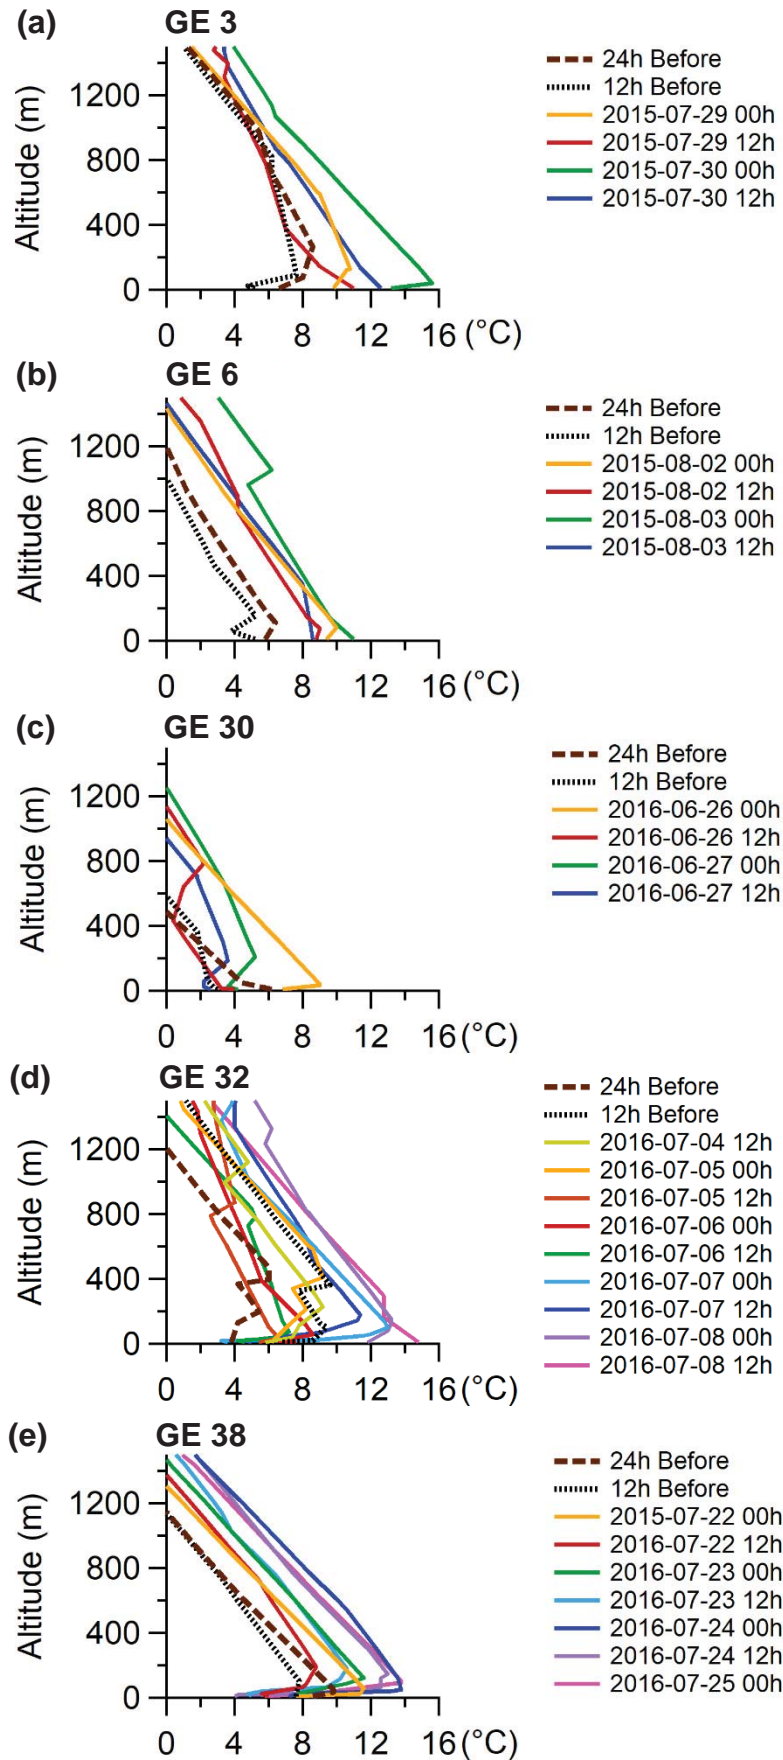 (a)
GE 3
Altitude (m)
1200
800
400
0
0 4 8 12 16 (°C)
24h Before
12h Before
2015-07-29 00h
2015-07-29 12h
2015-07-30 00h
2015-07-30 12h
(b)
GE 6
Altitude (m)
1200
800
400
0
0 4 8 12 16 (°C)
24h Before
12h Before
2015-08-02 00h
2015-08-02 12h
2015-08-03 00h
2015-08-03 12h
(c)
GE 30
Altitude (m)
1200
800
400
0
0 4 8 12 16 (°C)
24h Before
12h Before
2016-06-26 00h
2016-06-26 12h
2016-06-27 00h
2016-06-27 12h
(d)
GE 32
Altitude (m)
1200
800
400
0
0 4 8 12 16 (°C)
24h Before
12h Before
2016-07-04 12h
2016-07-05 00h
2016-07-05 12h
2016-07-06 00h
2016-07-06 12h
2016-07-07 00h
2016-07-07 12h
2016-07-08 00h
2016-07-08 12h
(e)
GE 38
Altitude (m)
1200
800
400
0
0 4 8 12 16 (°C)
24h Before
12h Before
2015-07-22 00h
2016-07-22 12h
2016-07-23 00h
2016-07-23 12h
2016-07-24 00h
2016-07-24 12h
2016-07-25 00h